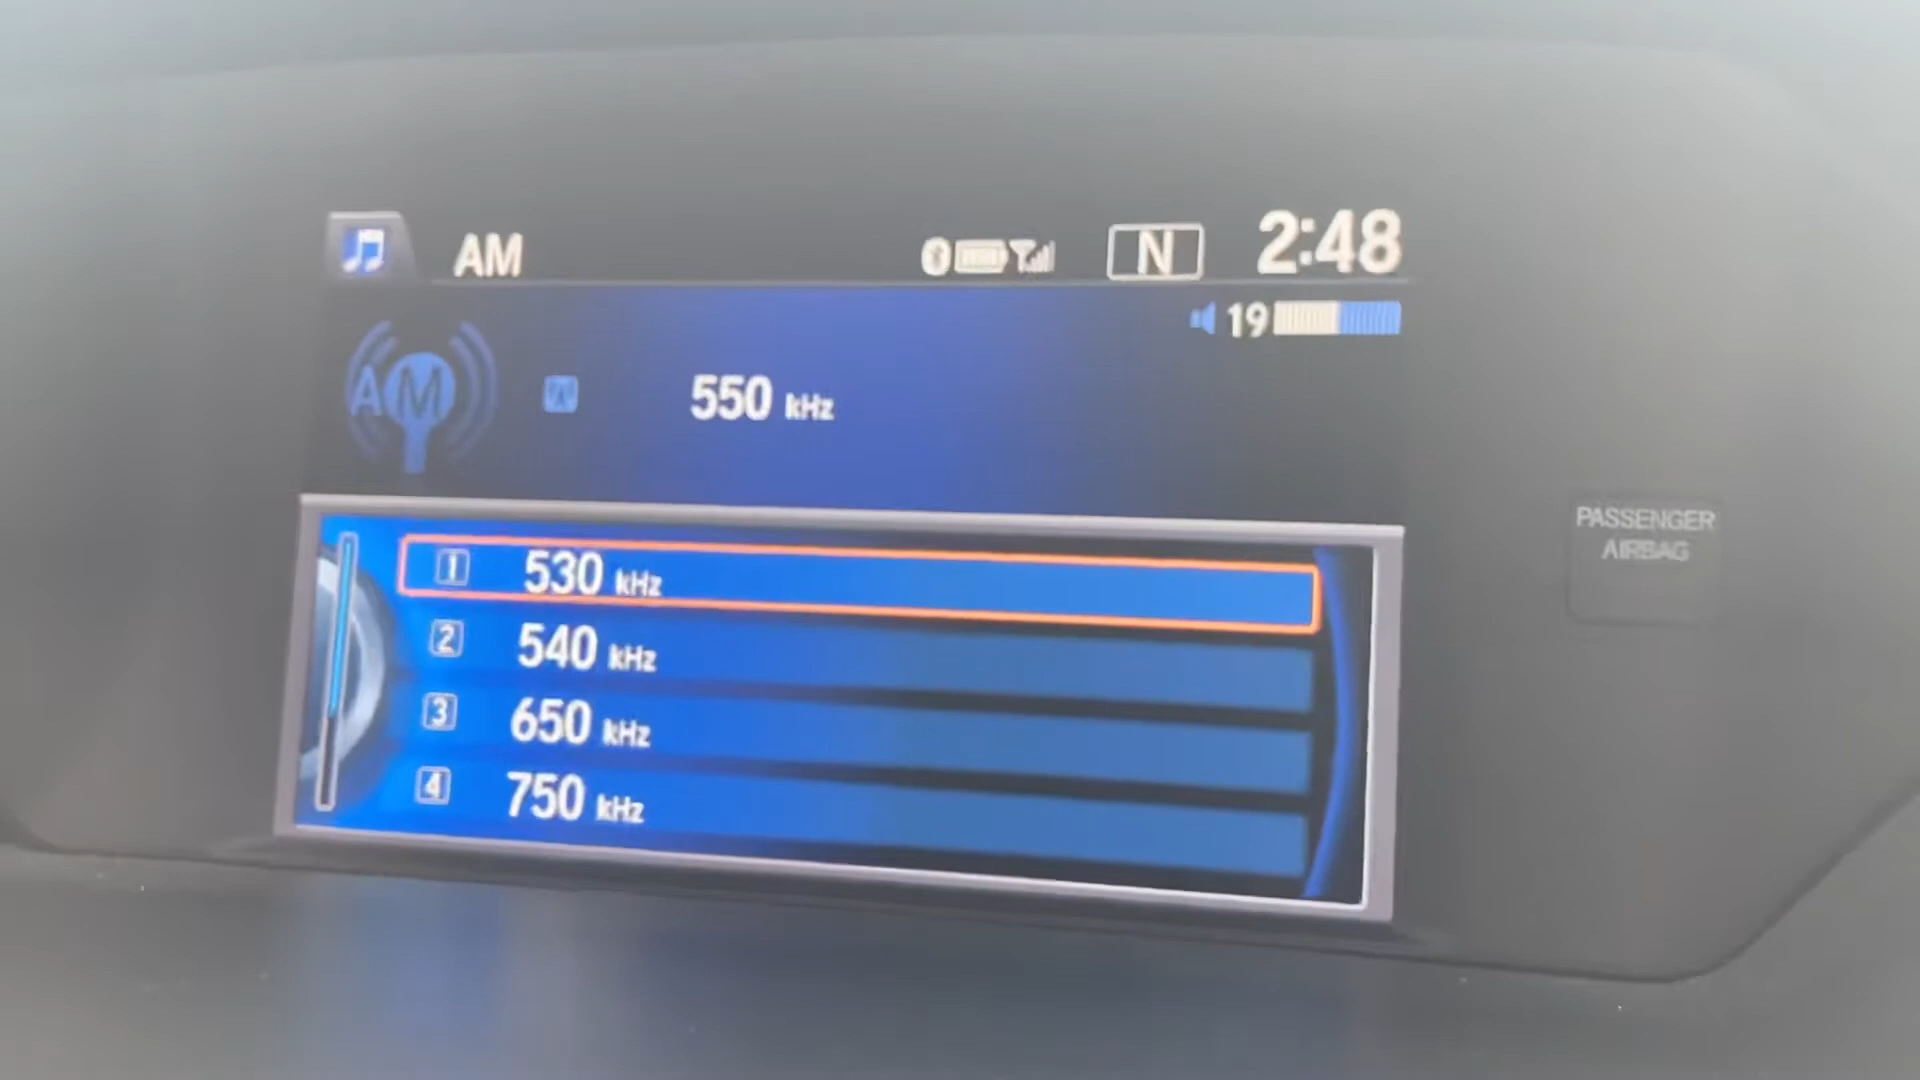 AM
N
2:48
19
AM
550 kHz
1 530 kHz
2 540 kHz
3 650 kHz
4 750 kHz
PASSENGER
AIRBAG